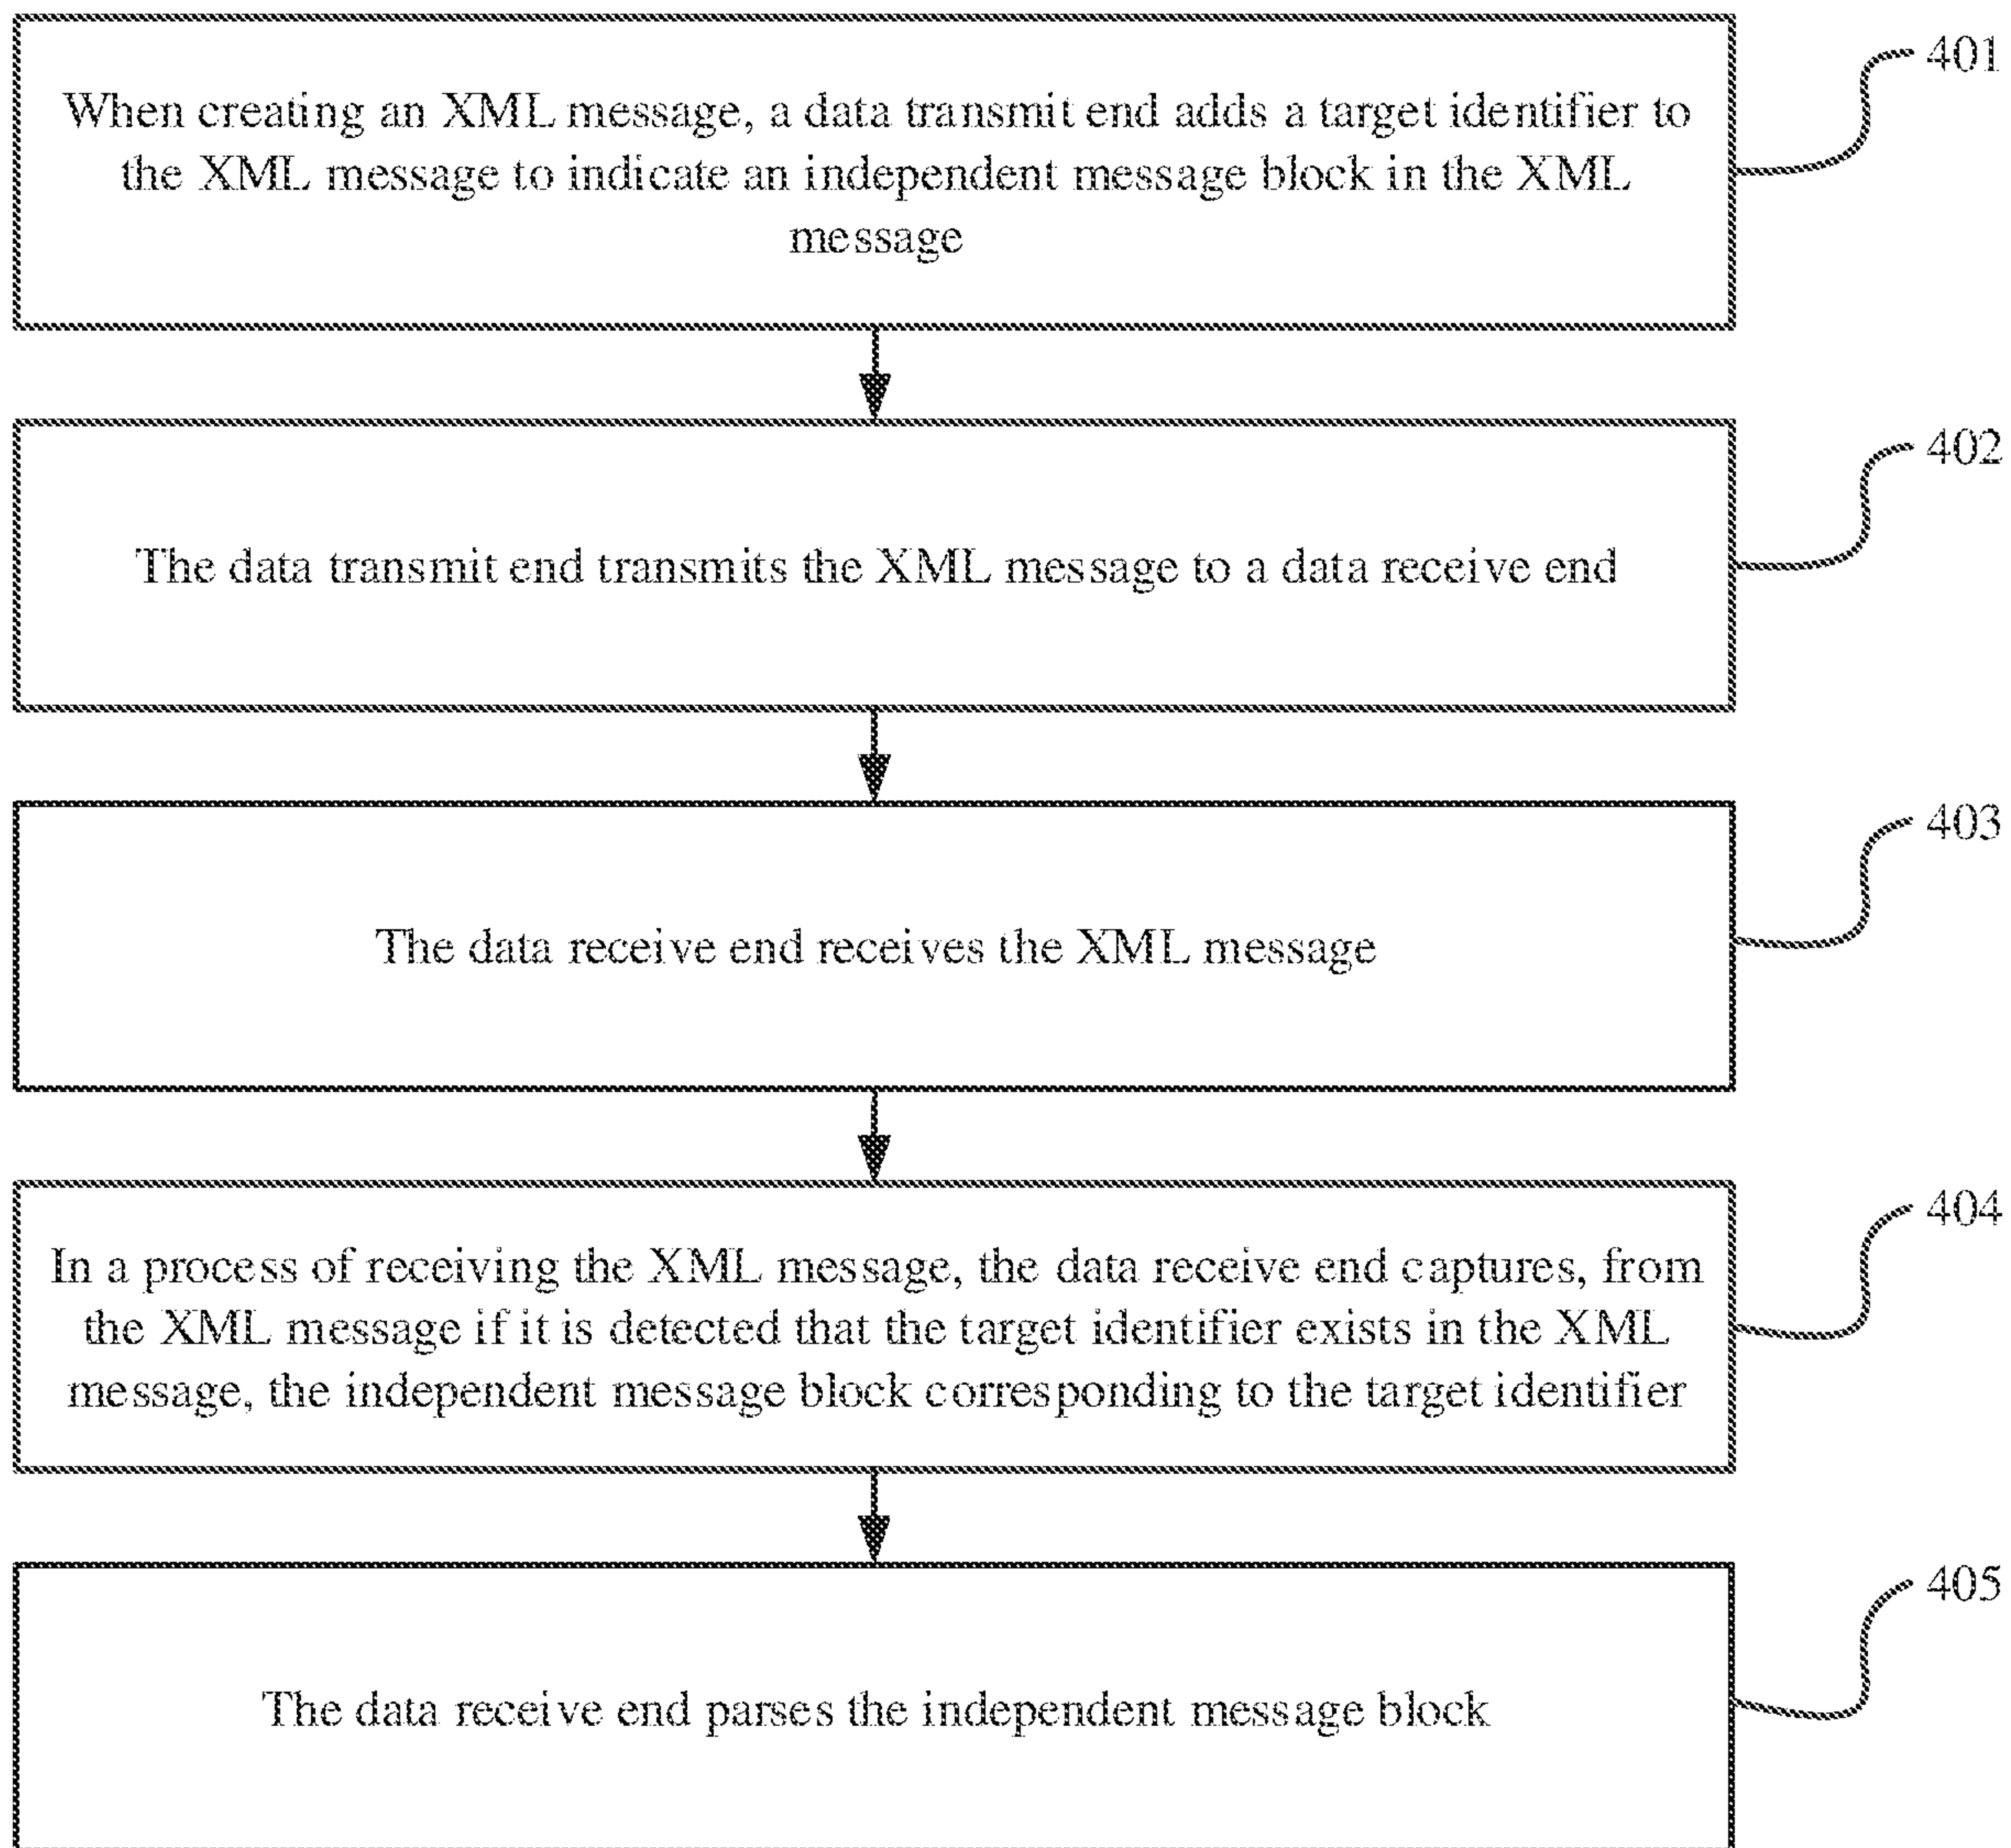 When creating an XML message, a data transmit end adds a target identifier to
the XML message to indicate an independent message block in the XML
message
401
The data transmit end transmits the XML message to a data receive end
402
The data receive end receives the XML message
403
In a process of receiving the XML message, the data receive end captures, from
the XML message if it is detected that the target identifier exists in the XML
message, the independent message block corresponding to the target identifier
404
The data receive end parses the independent message block
405